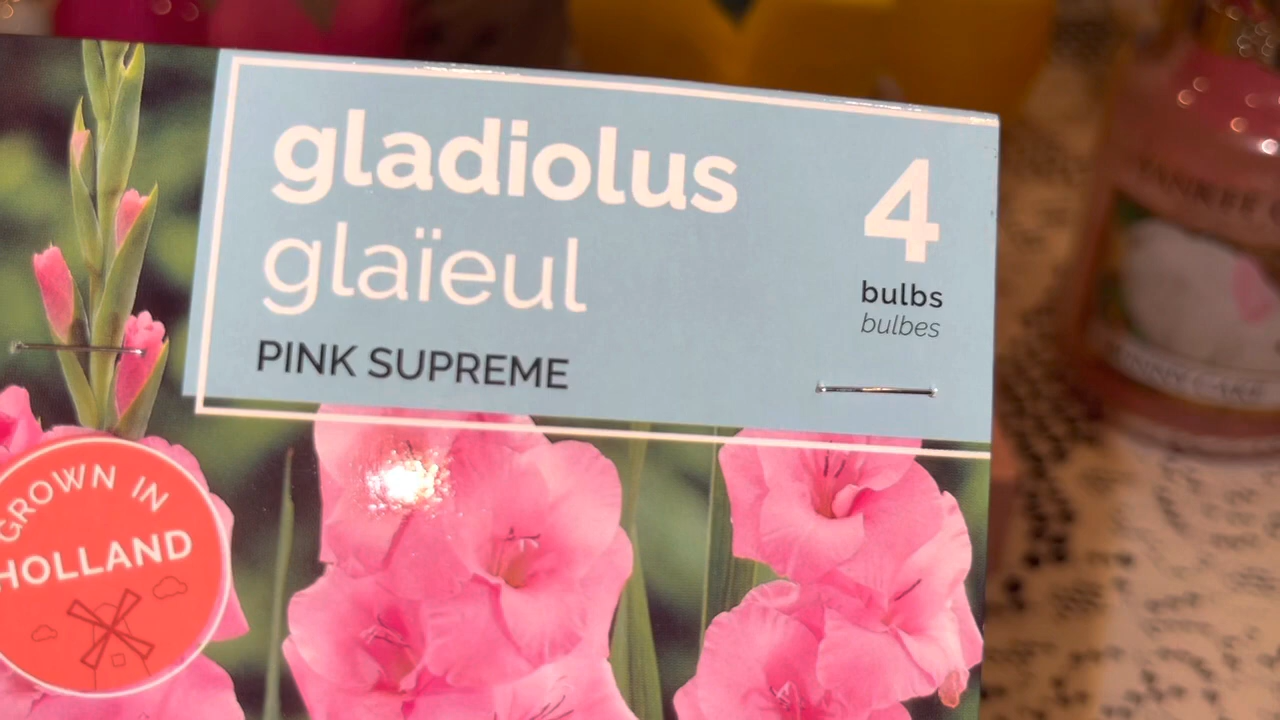 gladiolus
glaïeul
PINK SUPREME
4
bulbs
bulbes
GROWN IN
HOLLAND